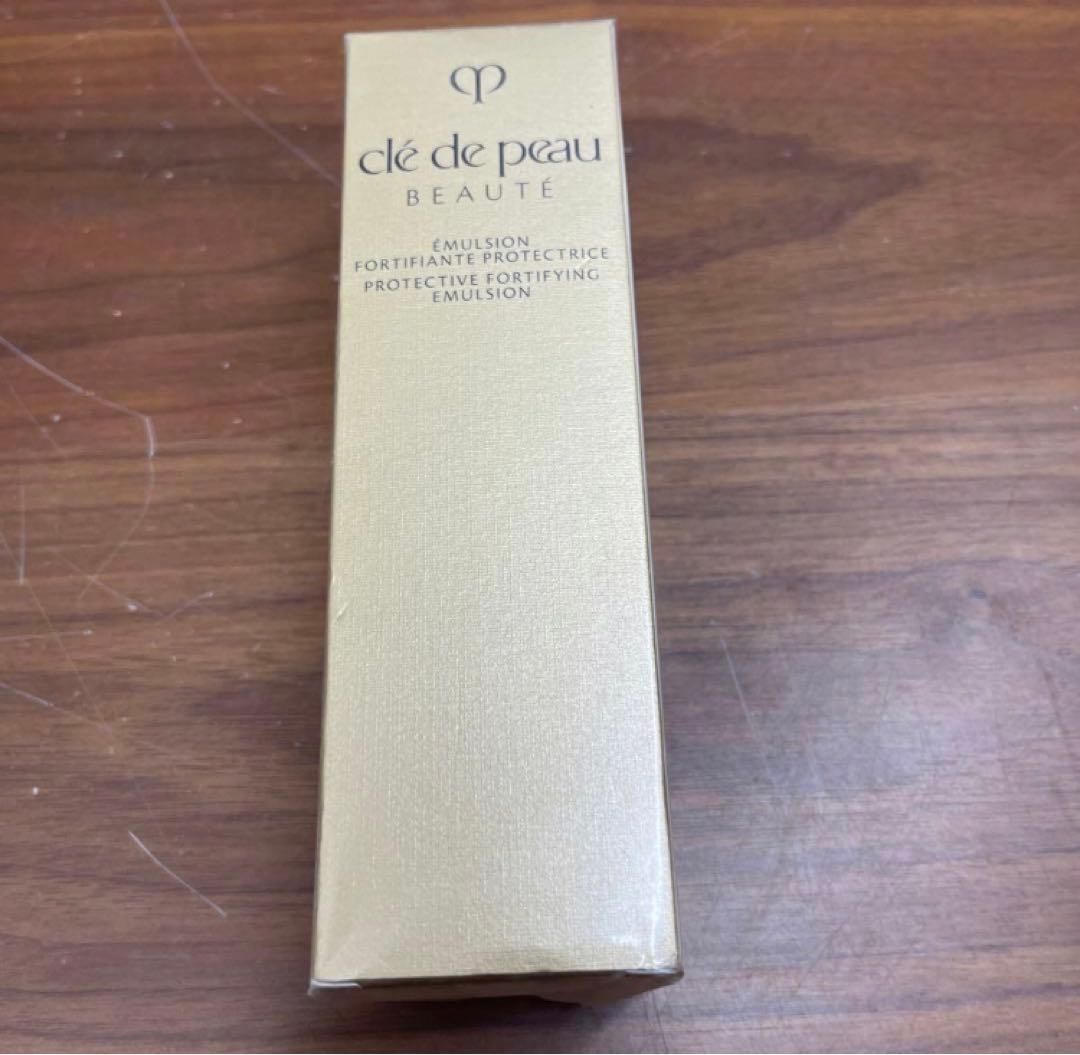 clé de peau
BEAUTÉ
ÉMULSION
FORTIFIANTE PROTECTRICE
PROTECTIVE FORTIFYING
EMULSION